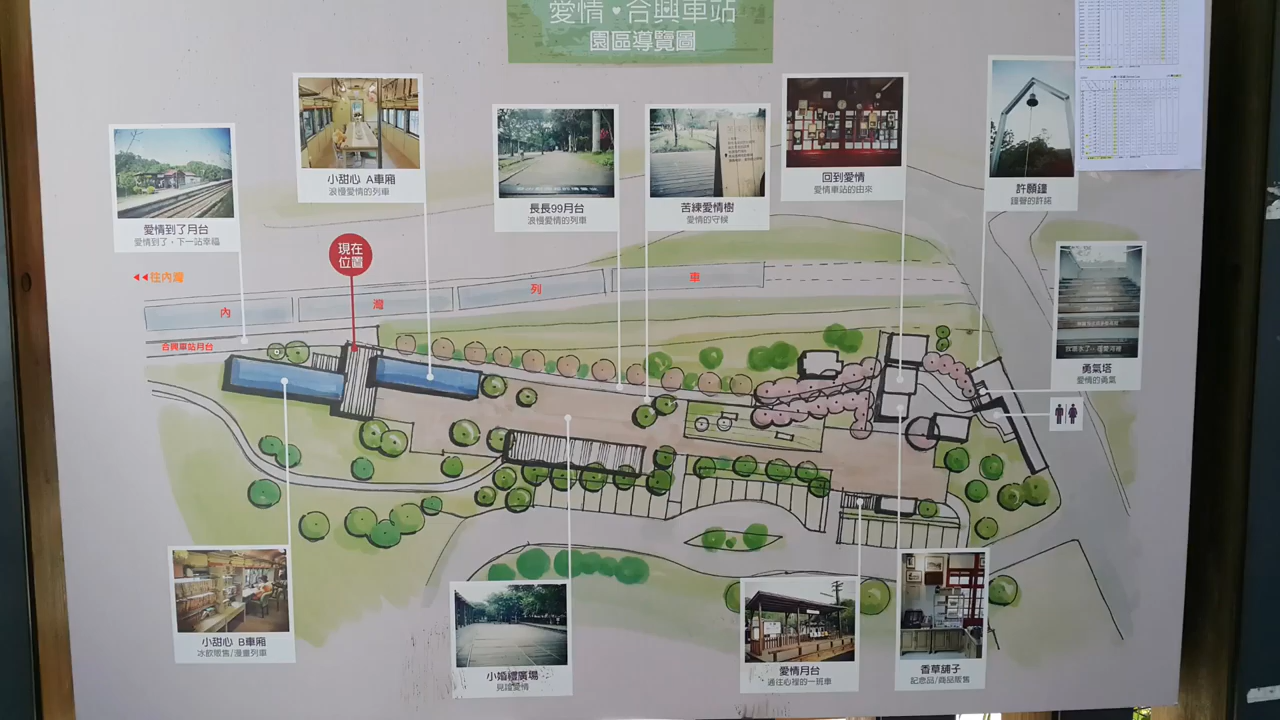 愛情♥合興車站
園區導覽圖
小甜心 A車廂
浪漫愛情的列車
愛情到了月台
愛情到了，下一站幸福
長長99月台
浪漫愛情的列車
苦練愛情樹
愛情的守候
回到愛情
愛情車站的由來
許願鐘
鐘聲的許諾
現在
位置
◀◀往內灣
內 灣 列 車
合興車站月台
勇氣塔
愛情的勇氣
小甜心 B車廂
冰飲販售/漫畫列車
小婚禮廣場
見證愛情
愛情月台
通往心裡的一班車
香草舖子
記念品/商品販售